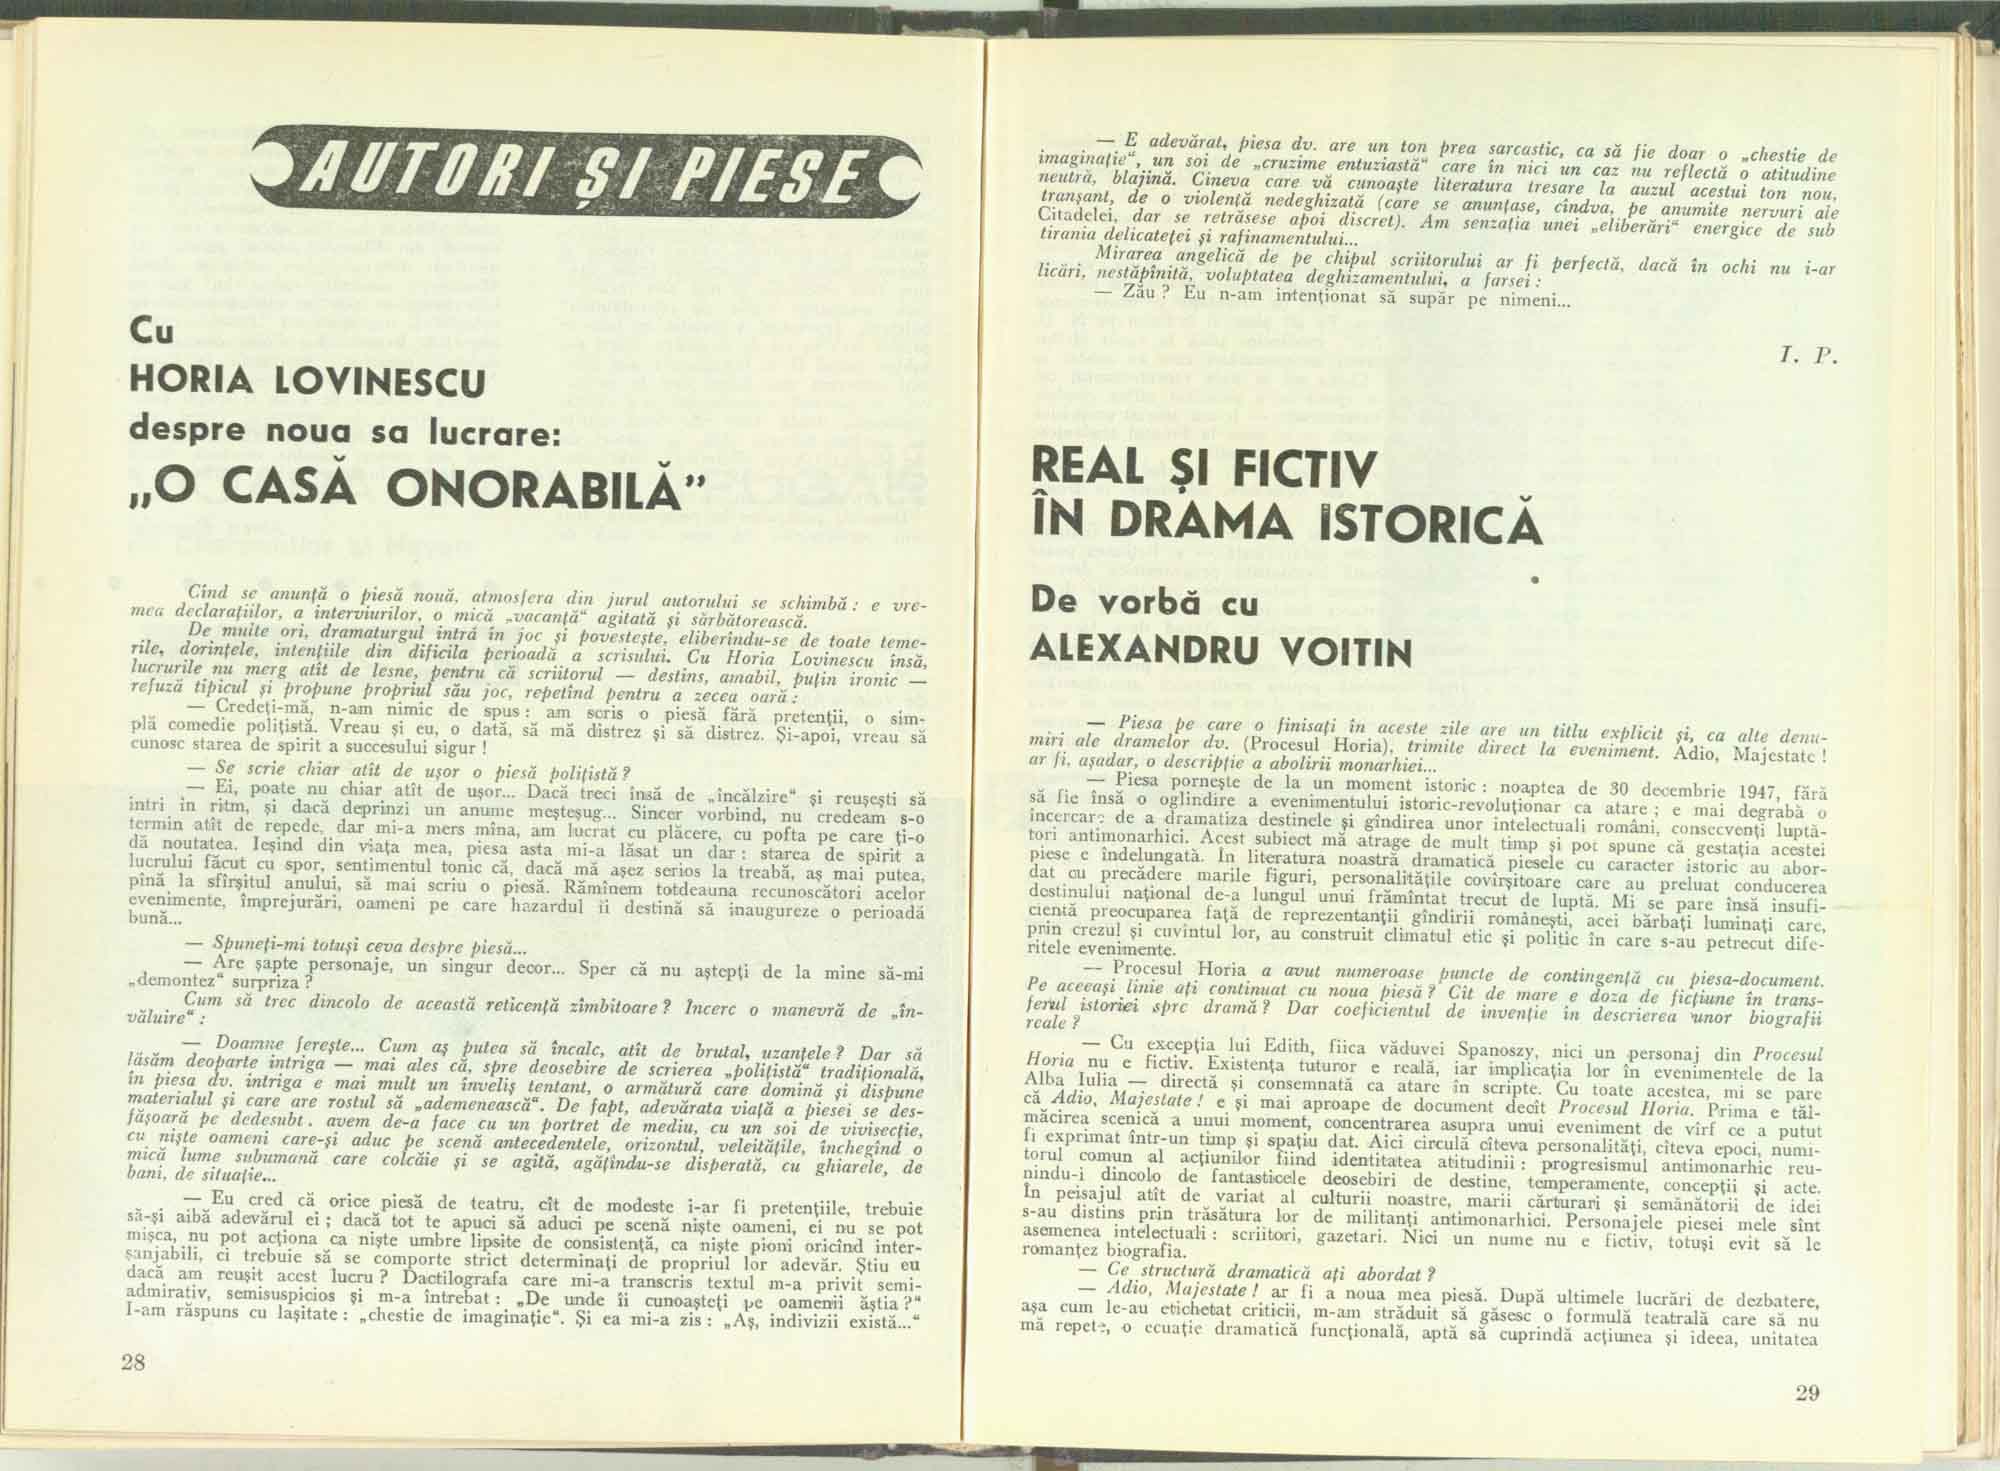 AUTORI ȘI PIESE
Cu
HORIA LOVINESCU
despre noua sa lucrare:
„O CASĂ ONORABILĂ”
Cînd se anunță o piesă nouă, atmosfera din jurul autorului se schimbă : e vre-
mea declarațiilor, a interviurilor, o mică „vacanță“ agitată și sărbătorească.
De multe ori, dramaturgul intră în joc și povestește, eliberîndu-se de toate teme-
rile, dorințele, intențiile din dificila perioadă a scrisului. Cu Horia Lovinescu însă,
lucrurile nu merg atît de lesne, pentru că scriitorul — destins, amabil, puțin ironic —
refuză tipicul și propune propriul său joc, repetînd pentru a zecea oară :
— Credeți-mă, n-am nimic de spus : am scris o piesă fără pretenții, o sim-
plă comedie polițistă. Vreau și eu, o dată, să mă distrez și să distrez. Și-apoi, vreau să
cunosc starea de spirit a succesului sigur !
— Se scrie chiar atît de ușor o piesă polițistă ?
— Ei, poate nu chiar atît de ușor... Dacă treci însă de „încălzire“ și reușești să
intri în ritm, și dacă deprinzi un anume meșteșug... Sincer vorbind, nu credeam s-o
termin atît de repede, dar mi-a mers mîna, am lucrat cu plăcere, cu pofta pe care ți-o
dă noutatea. Ieșind din viața mea, piesa asta mi-a lăsat un dar : starea de spirit a
lucrului făcut cu spor, sentimentul tonic că, dacă mă așez serios la treabă, aș mai putea,
pînă la sfîrșitul anului, să mai scriu o piesă. Rămînem totdeauna recunoscători acelor
evenimente, împrejurări, oameni pe care hazardul îi destină să inaugureze o perioadă
bună...
— Spuneți-mi totuși ceva despre piesă...
— Are șapte personaje, un singur decor... Sper că nu aștepți de la mine să-mi
„demontez“ surpriza ?
Cum să trec dincolo de această reticență zîmbitoare ? Încerc o manevră de „în-
văluire“ :
— Doamne ferește... Cum aș putea să încalc, atît de brutal, uzanțele ? Dar să
lăsăm deoparte intriga — mai ales că, spre deosebire de scrierea „polițistă“ tradițională,
în piesa dv. intriga e mai mult un înveliș tentant, o armătură care domină și dispune
materialul și care are rostul să „ademenească“. De fapt, adevărata viață a piesei se des-
fășoară pe dedesubt. avem de-a face cu un portret de mediu, cu un soi de vivisecție,
cu niște oameni care-și aduc pe scenă antecedentele, orizontul, veleitățile, închegînd o
mică lume subumană care colcăie și se agită, agățîndu-se disperată, cu ghiarele, de
bani, de situație...
— Eu cred că orice piesă de teatru, cît de modeste i-ar fi pretențiile, trebuie
să-și aibă adevărul ei ; dacă tot te apuci să aduci pe scenă niște oameni, ei nu se pot
mișca, nu pot acționa ca niște umbre lipsite de consistență, ca niște pioni oricînd inter-
șanjabili, ci trebuie să se comporte strict determinați de propriul lor adevăr. Știu eu
dacă am reușit acest lucru ? Dactilografa care mi-a transcris textul m-a privit semi-
admirativ, semisuspicios și m-a întrebat : „De unde îi cunoașteți pe oamenii ăștia ?“
I-am răspuns cu lașitate : „chestie de imaginație“. Și ea mi-a zis : „Aș, indivizii există...“
28
— E adevărat, piesa dv. are un ton prea sarcastic, ca să fie doar o „chestie de
imaginație“, un soi de „cruzime entuziastă“ care în nici un caz nu reflectă o atitudine
neutră, blajină. Cineva care vă cunoaște literatura tresare la auzul acestui ton nou,
tranșant, de o violență nedeghizată (care se anunțase, cîndva, pe anumite nervuri ale
Citadelei, dar se retrăsese apoi discret). Am senzația unei „eliberări“ energice de sub
tirania delicateței și rafinamentului...
Mirarea angelică de pe chipul scriitorului ar fi perfectă, dacă în ochi nu i-ar
licări, nestăpînită, voluptatea deghizamentului, a farsei :
— Zău ? Eu n-am intenționat să supăr pe nimeni...
I. P.
REAL ȘI FICTIV
ÎN DRAMA ISTORICĂ
De vorbă cu
ALEXANDRU VOITIN
— Piesa pe care o finisați în aceste zile are un titlu explicit și, ca alte denu-
miri ale dramelor dv. (Procesul Horia), trimite direct la eveniment. Adio, Majestate !
ar fi, așadar, o descripție a abolirii monarhiei...
— Piesa pornește de la un moment istoric : noaptea de 30 decembrie 1947, fără
să fie însă o oglindire a evenimentului istoric-revoluționar ca atare ; e mai degrabă o
încercare de a dramatiza destinele și gîndirea unor intelectuali români, consecvenți luptă-
tori antimonarhici. Acest subiect mă atrage de mult timp și pot spune că gestația acestei
piese e îndelungată. În literatura noastră dramatică piesele cu caracter istoric au abor-
dat cu precădere marile figuri, personalitățile covîrșitoare care au preluat conducerea
destinului național de-a lungul unui frămîntat trecut de luptă. Mi se pare însă insufi-
cientă preocuparea față de reprezentanții gîndirii românești, acei bărbați luminați care,
prin crezul și cuvîntul lor, au construit climatul etic și politic în care s-au petrecut dife-
ritele evenimente.
— Procesul Horia a avut numeroase puncte de contingență cu piesa-document.
Pe aceeași linie ați continuat cu noua piesă ? Cît de mare e doza de ficțiune în trans-
ferul istoriei spre dramă ? Dar coeficientul de invenție în descrierea unor biografii
reale ?
— Cu excepția lui Edith, fiica văduvei Spanoszy, nici un personaj din Procesul
Horia nu e fictiv. Existența tuturor e reală, iar implicația lor în evenimentele de la
Alba Iulia — directă și consemnată ca atare în scripte. Cu toate acestea, mi se pare
că Adio, Majestate ! e și mai aproape de document decît Procesul Horia. Prima e tăl-
măcirea scenică a unui moment, concentrarea asupra unui eveniment de vîrf ce a putut
fi exprimat într-un timp și spațiu dat. Aici circulă cîteva personalități, cîteva epoci, numi-
torul comun al acțiunilor fiind identitatea atitudinii : progresismul antimonarhic reu-
nindu-i dincolo de fantasticele deosebiri de destine, temperamente, concepții și acte.
În peisajul atît de variat al culturii noastre, marii cărturari și semănătorii de idei
s-au distins prin trăsătura lor de militanți antimonarhici. Personajele piesei mele sînt
asemenea intelectuali : scriitori, gazetari. Nici un nume nu e fictiv, totuși evit să le
romanțez biografia.
— Ce structură dramatică ați abordat ?
— Adio, Majestate ! ar fi a noua mea piesă. După ultimele lucrări de dezbatere,
așa cum le-au etichetat criticii, m-am străduit să găsesc o formulă teatrală care să nu
mă repete, o ecuație dramatică funcțională, aptă să cuprindă acțiunea și ideea, unitatea
29